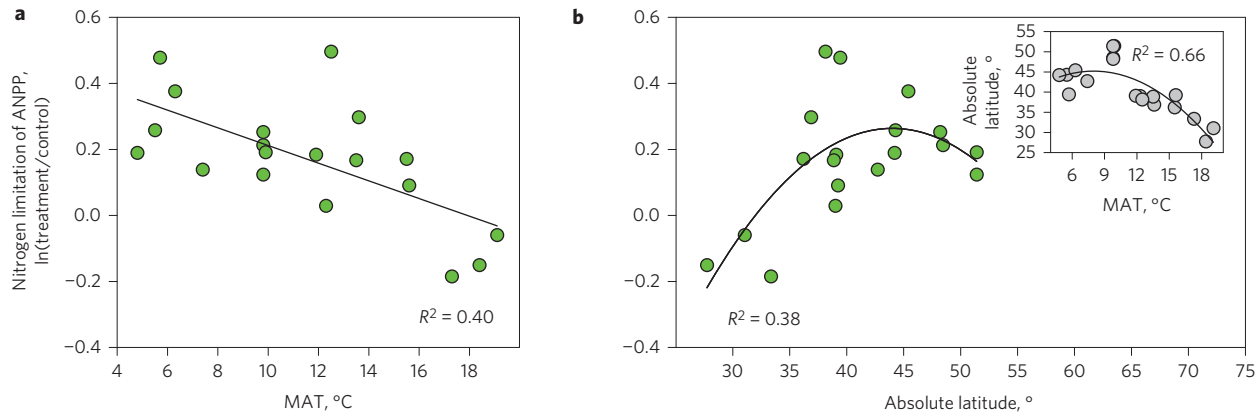 a
0.6
0.4
0.2
0.0
−0.2
−0.4
Nitrogen limitation of ANPP,
ln(treatment/control)
R² = 0.40
4 6 8 10 12 14 16 18
MAT, °C
b
0.6
0.4
0.2
0.0
−0.2
−0.4
R² = 0.38
30 35 40 45 50 55 60 65 70 75
Absolute latitude, °
55
50
45
40
35
30
25
Absolute
latitude, °
R² = 0.66
6 9 12 15 18
MAT, °C